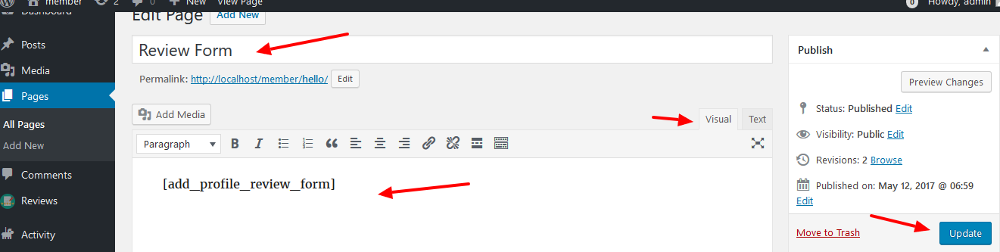 member 2 0 + New View Page 0 Howdy, admin
Dashboard
Edit Page Add New
Posts
Media
Pages
All Pages
Add New
Comments
Reviews
Activity
Review Form
Permalink: http://localhost/member/hello/ Edit
Add Media
Visual Text
Paragraph B I
[add_profile_review_form]
Publish
Preview Changes
Status: Published Edit
Visibility: Public Edit
Revisions: 2 Browse
Published on: May 12, 2017 @ 06:59
Edit
Move to Trash Update